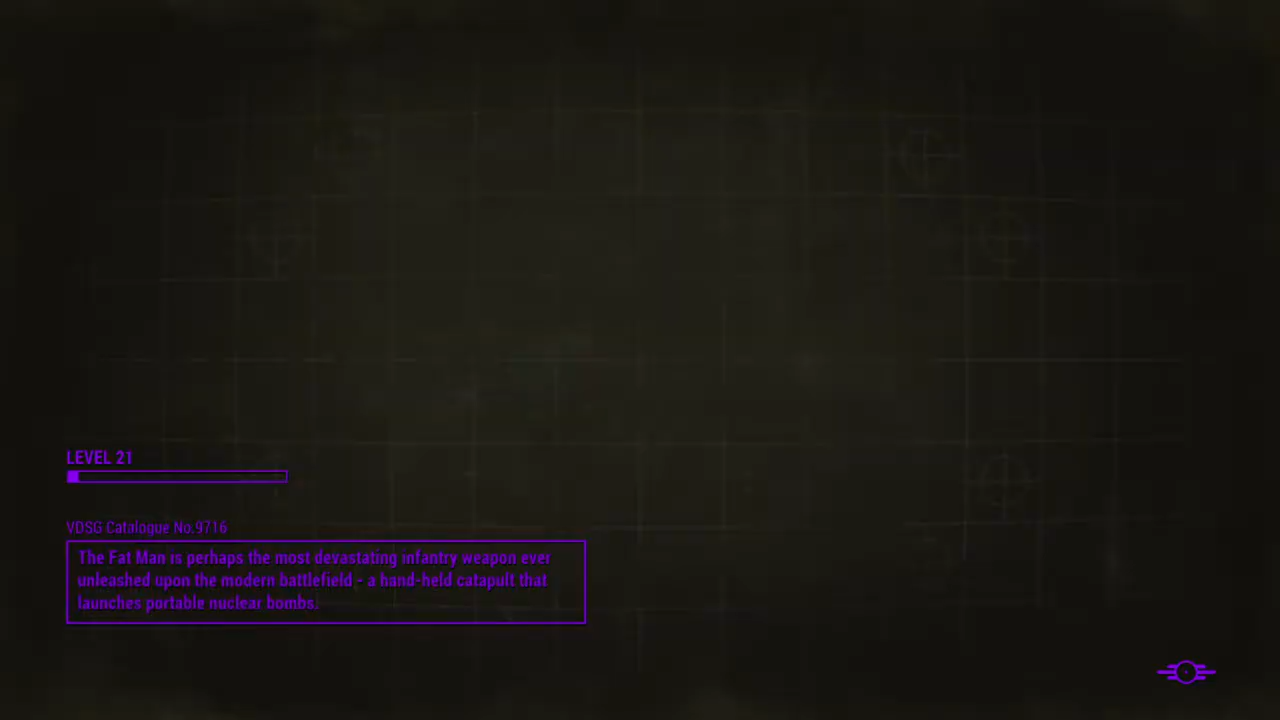 LEVEL 21
VDSG Catalogue No.9716
The Fat Man is perhaps the most devastating infantry weapon ever
unleashed upon the modern battlefield - a hand-held catapult that
launches portable nuclear bombs.